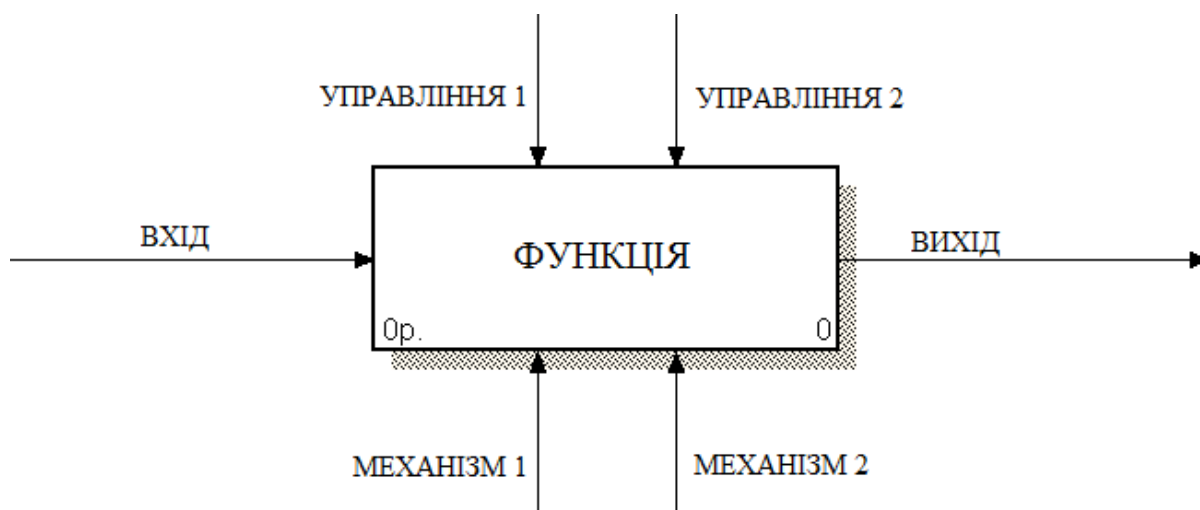 УПРАВЛІННЯ 1
УПРАВЛІННЯ 2
ВХІД
ФУНКЦІЯ
ВИХІД
0р.
0
МЕХАНІЗМ 1
МЕХАНІЗМ 2